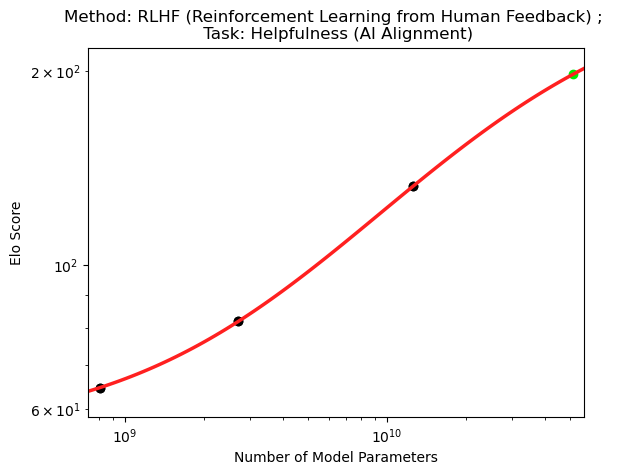 Method: RLHF (Reinforcement Learning from Human Feedback) ;
Task: Helpfulness (AI Alignment)
2 × 10²
10²
6 × 10¹
Elo Score
10⁹
10¹⁰
Number of Model Parameters